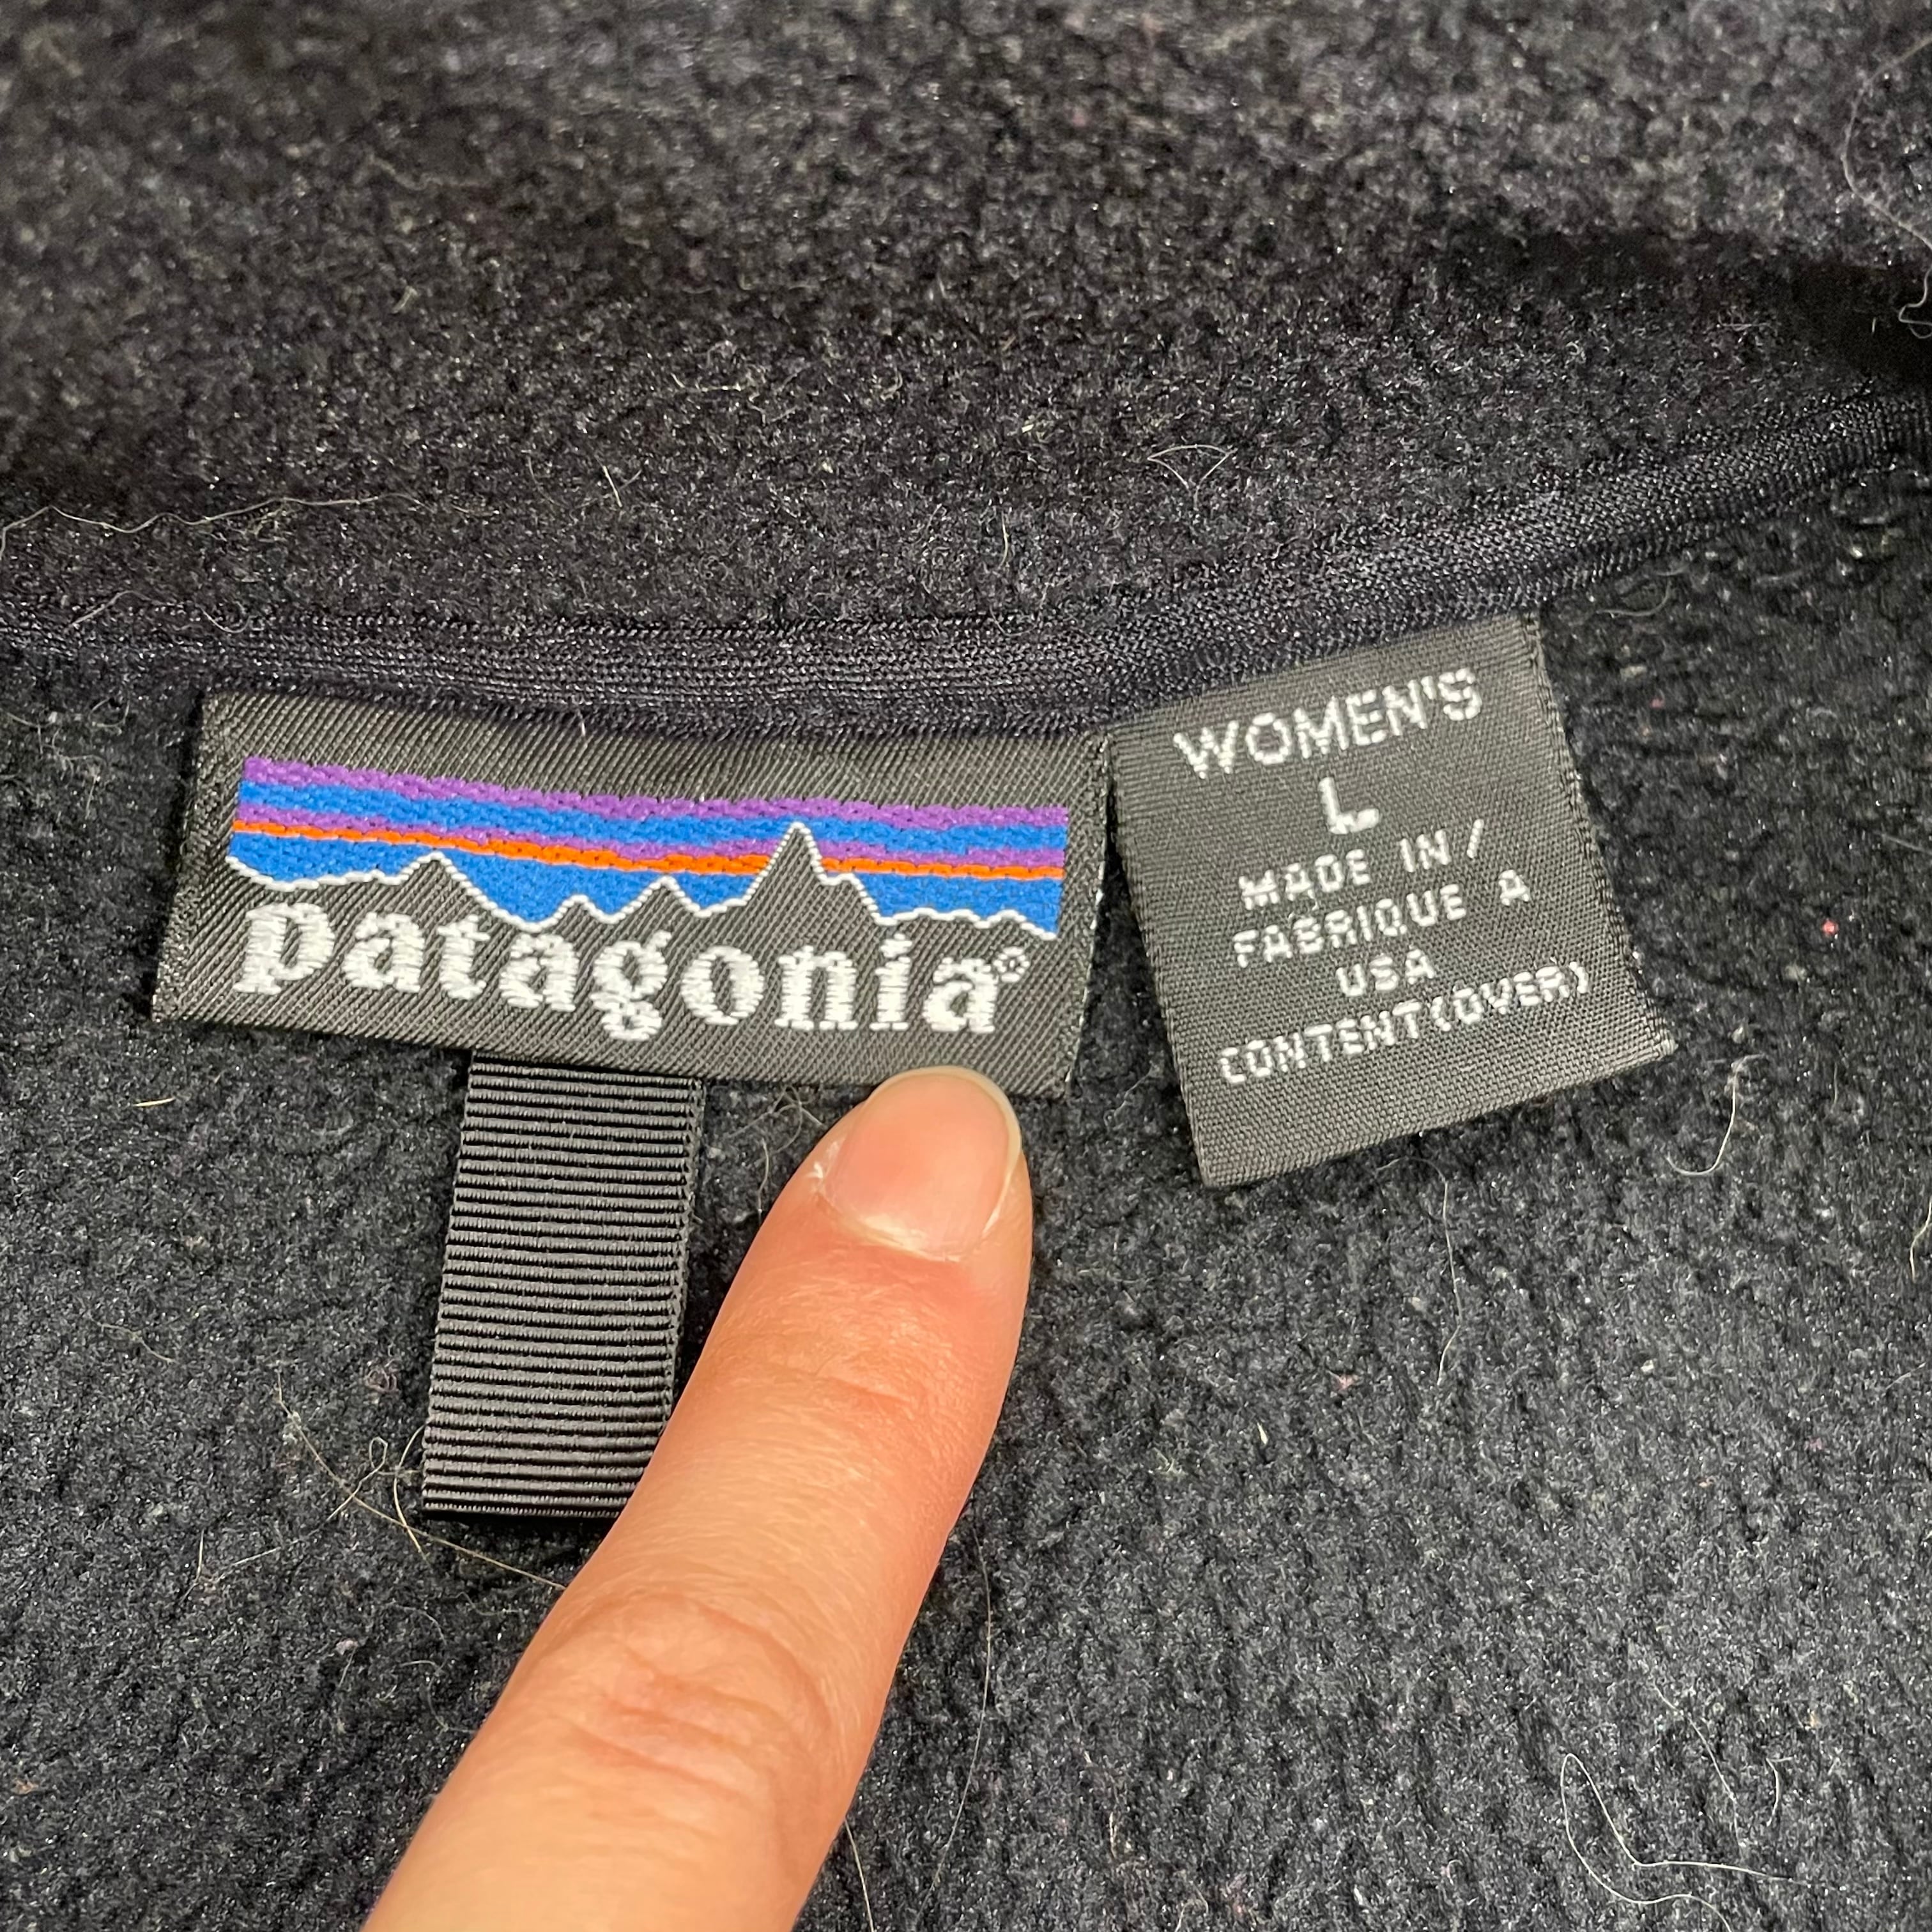 patagonia®
WOMEN'S
L
MADE IN /
FABRIQUE A
USA
CONTENT(OVER)